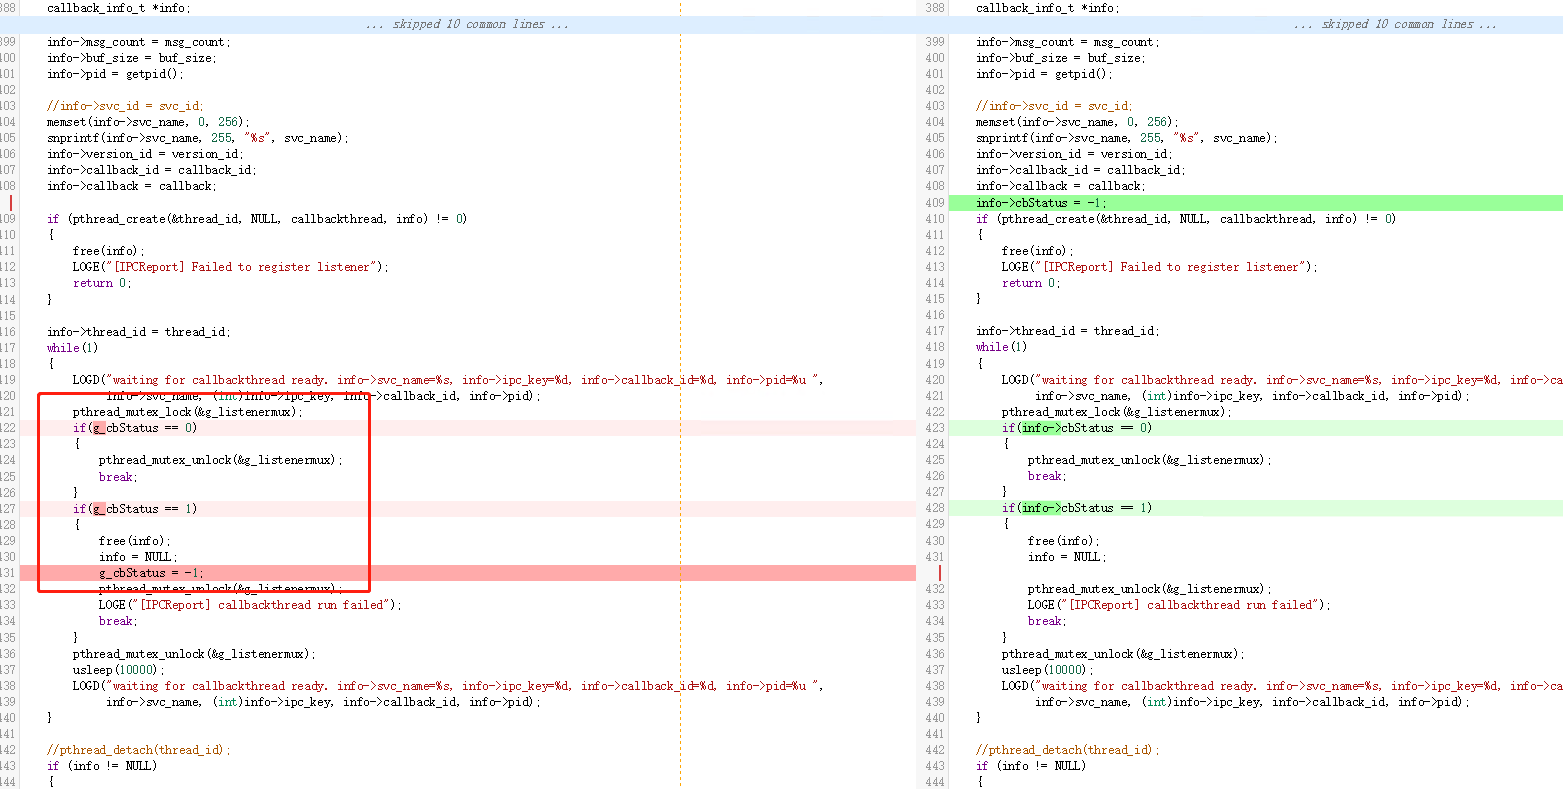 388 callback_info_t *info;
... skipped 10 common lines ...
399 info->msg_count = msg_count;
400 info->buf_size = buf_size;
401 info->pid = getpid();
402
403 //info->svc_id = svc_id;
404 memset(info->svc_name, 0, 256);
405 snprintf(info->svc_name, 255, "%s", svc_name);
406 info->version_id = version_id;
407 info->callback_id = callback_id;
408 info->callback = callback;
409 if (pthread_create(&thread_id, NULL, callbackthread, info) != 0)
410 {
411 free(info);
412 LOGE("[IPCReport] Failed to register listener");
413 return 0;
414 }
415
416 info->thread_id = thread_id;
417 while(1)
418 {
419 LOGD("waiting for callbackthread ready. info->svc_name=%s, info->ipc_key=%d, info->callback_id=%d, info->pid=%u ",
420 info->svc_name, (int)info->ipc_key, info->callback_id, info->pid);
421 pthread_mutex_lock(&g_listenermux);
422 if(g_cbStatus == 0)
423 {
424 pthread_mutex_unlock(&g_listenermux);
425 break;
426 }
427 if(g_cbStatus == 1)
428 {
429 free(info);
430 info = NULL;
431 g_cbStatus = -1;
432 pthread_mutex_unlock(&g_listenermux);
433 LOGE("[IPCReport] callbackthread run failed");
434 break;
435 }
436 pthread_mutex_unlock(&g_listenermux);
437 usleep(10000);
438 LOGD("waiting for callbackthread ready. info->svc_name=%s, info->ipc_key=%d, info->callback_id=%d, info->pid=%u ",
439 info->svc_name, (int)info->ipc_key, info->callback_id, info->pid);
440 }
441
442 //pthread_detach(thread_id);
443 if (info != NULL)
444 {
388 callback_info_t *info;
... skipped 10 common lines ...
399 info->msg_count = msg_count;
400 info->buf_size = buf_size;
401 info->pid = getpid();
402
403 //info->svc_id = svc_id;
404 memset(info->svc_name, 0, 256);
405 snprintf(info->svc_name, 255, "%s", svc_name);
406 info->version_id = version_id;
407 info->callback_id = callback_id;
408 info->callback = callback;
409 info->cbStatus = -1;
410 if (pthread_create(&thread_id, NULL, callbackthread, info) != 0)
411 {
412 free(info);
413 LOGE("[IPCReport] Failed to register listener");
414 return 0;
415 }
416
417 info->thread_id = thread_id;
418 while(1)
419 {
420 LOGD("waiting for callbackthread ready. info->svc_name=%s, info->ipc_key=%d, info->ca
421 info->svc_name, (int)info->ipc_key, info->callback_id, info->pid);
422 pthread_mutex_lock(&g_listenermux);
423 if(info->cbStatus == 0)
424 {
425 pthread_mutex_unlock(&g_listenermux);
426 break;
427 }
428 if(info->cbStatus == 1)
429 {
430 free(info);
431 info = NULL;
432 pthread_mutex_unlock(&g_listenermux);
433 LOGE("[IPCReport] callbackthread run failed");
434 break;
435 }
436 pthread_mutex_unlock(&g_listenermux);
437 usleep(10000);
438 LOGD("waiting for callbackthread ready. info->svc_name=%s, info->ipc_key=%d, info->ca
439 info->svc_name, (int)info->ipc_key, info->callback_id, info->pid);
440 }
441
442 //pthread_detach(thread_id);
443 if (info != NULL)
444 {